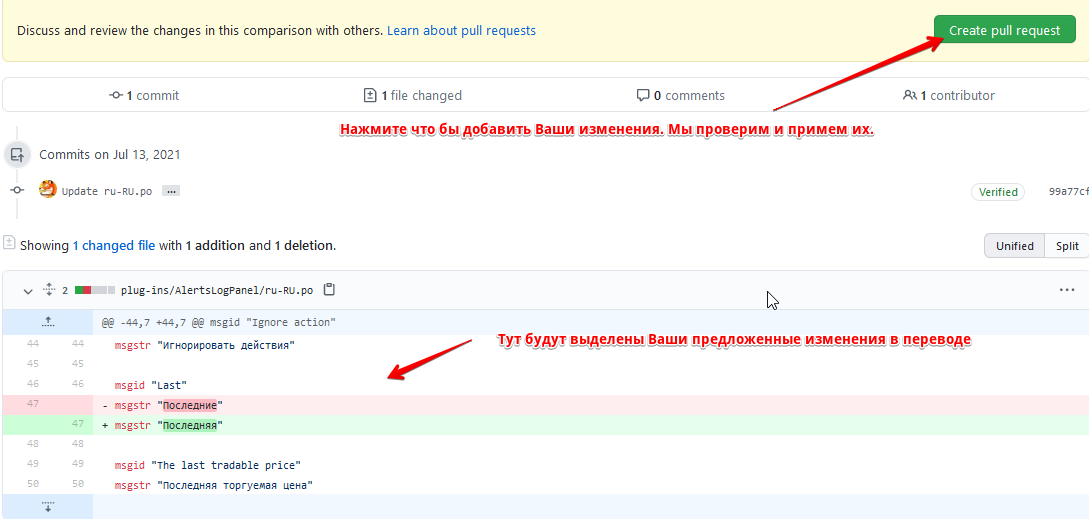 Discuss and review the changes in this comparison with others. Learn about pull requests
Create pull request
1 commit
1 file changed
0 comments
1 contributor
Нажмите что бы добавить Ваши изменения. Мы проверим и примем их.
Commits on Jul 13, 2021
Update ru-RU.po ...
Verified
99a77cf
Showing 1 changed file with 1 addition and 1 deletion.
Unified
Split
2 plug-ins/AlertsLogPanel/ru-RU.po
...
@@ -44,7 +44,7 @@ msgid "Ignore action"
Тут будут выделены Ваши предложенные изменения в переводе
44 44 msgstr "Игнорировать действия"
45 45
46 46 msgid "Last"
47 - msgstr "Последние"
47 + msgstr "Последняя"
48 48
49 49 msgid "The last tradable price"
50 50 msgstr "Последняя торгуемая цена"